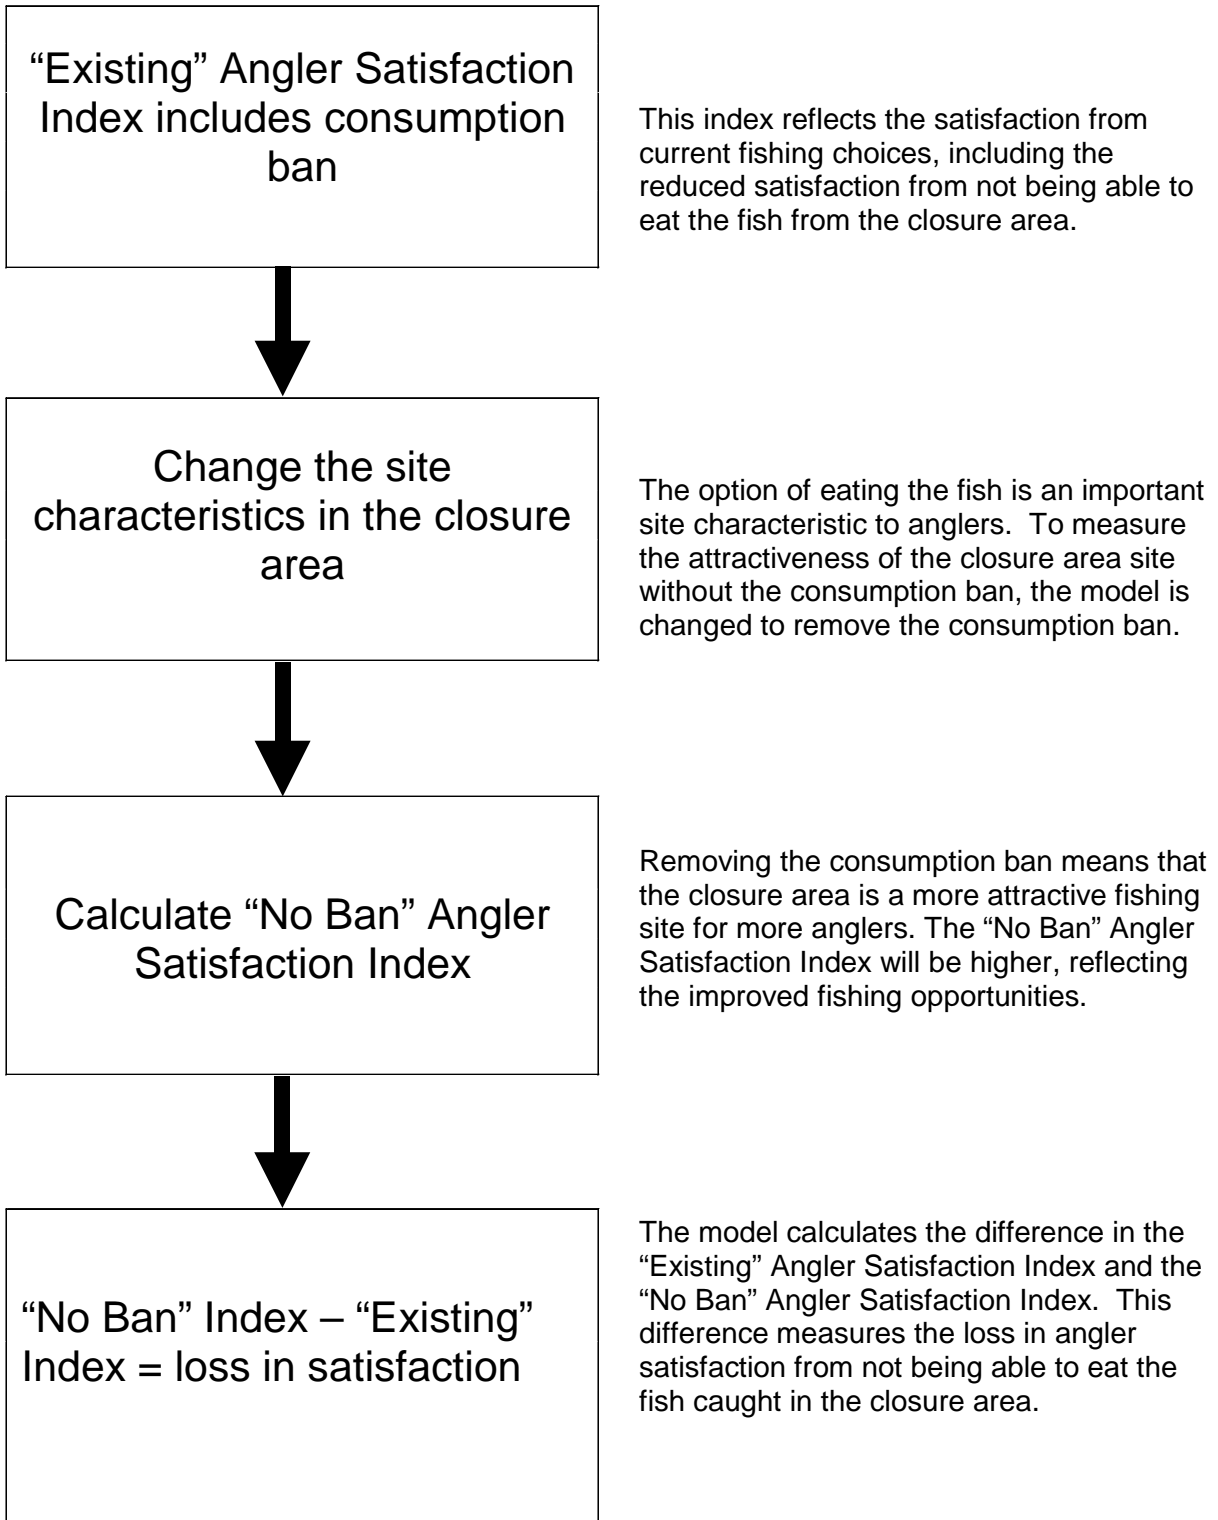 “Existing” Angler Satisfaction
Index includes consumption
ban
This index reflects the satisfaction from
current fishing choices, including the
reduced satisfaction from not being able to
eat the fish from the closure area.
Change the site
characteristics in the closure
area
The option of eating the fish is an important
site characteristic to anglers.  To measure
the attractiveness of the closure area site
without the consumption ban, the model is
changed to remove the consumption ban.
Calculate “No Ban” Angler
Satisfaction Index
Removing the consumption ban means that
the closure area is a more attractive fishing
site for more anglers. The “No Ban” Angler
Satisfaction Index will be higher, reflecting
the improved fishing opportunities.
“No Ban” Index – “Existing”
Index = loss in satisfaction
The model calculates the difference in the
“Existing” Angler Satisfaction Index and the
“No Ban” Angler Satisfaction Index.  This
difference measures the loss in angler
satisfaction from not being able to eat the
fish caught in the closure area.